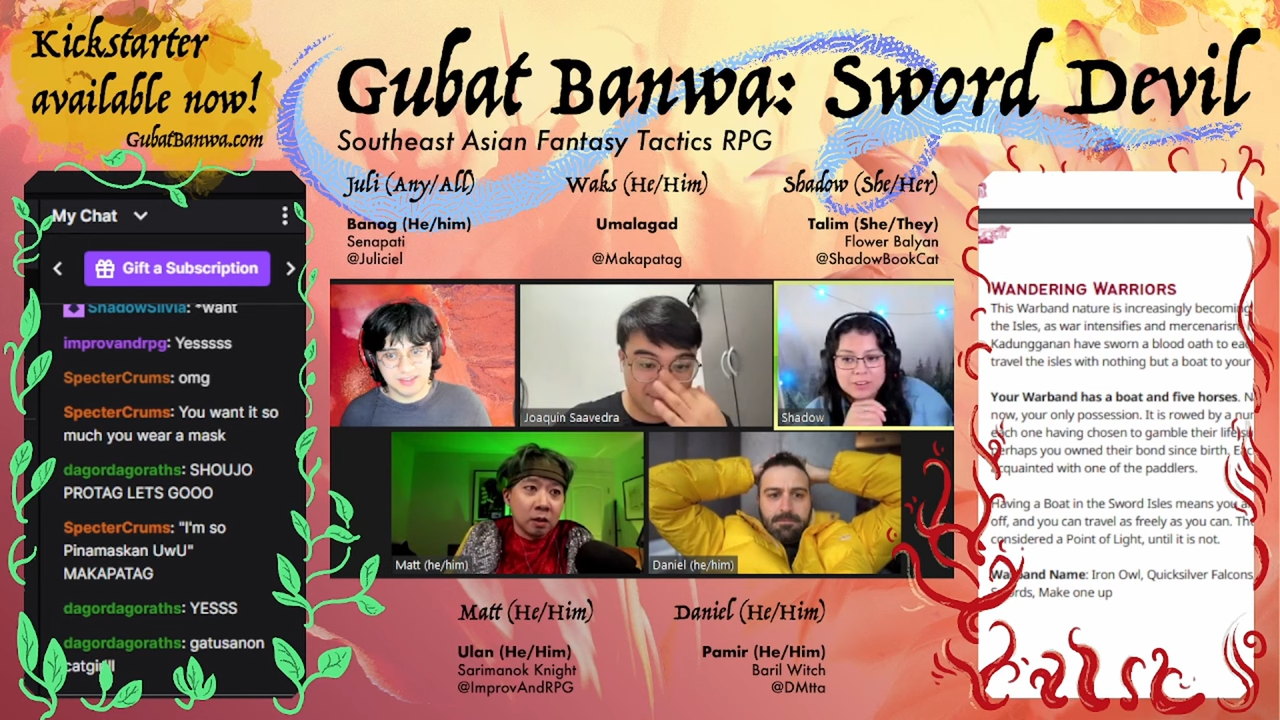 Kickstarter
available now!
GubatBanwa.com
Gubat Banwa: Sword Devil
Southeast Asian Fantasy Tactics RPG
Juli (Any/All)
Banog (He/him)
Senapati
@Juliciel
Waks (He/Him)
Umalagad
@Makapatag
Shadow (She/Her)
Talim (She/They)
Flower Balyan
@ShadowBookCat
My Chat
Gift a Subscription
ShadowSilvia: *want
improvandrpg: Yesssss
SpecterCrums: omg
SpecterCrums: You want it so
much you wear a mask
dagordagoraths: SHOUJO
PROTAG LETS GOOO
SpecterCrums: "I'm so
Pinamaskan UwU"
MAKAPATAG
dagordagoraths: YESSS
dagordagoraths: gatusanon
catgirlll
Joaquin Saavedra
Shadow
Matt (he/him)
Daniel (he/him)
Matt (He/Him)
Ulan (He/Him)
Sarimanok Knight
@ImprovAndRPG
Daniel (He/Him)
Pamir (He/Him)
Baril Witch
@DMtta
WANDERING WARRIORS
This Warband nature is increasingly becoming
the Isles, as war intensifies and mercenarism
Kadungganan have sworn a blood oath to
travel the isles with nothing but a boat to your
Your Warband has a boat and five horses.
now, your only possession. It is rowed by a
each one having chosen to gamble their
perhaps you owned their bond since birth.
acquainted with one of the paddlers.
Having a Boat in the Sword Isles means you
off, and you can travel as freely as you can.
considered a Point of Light, until it is not.
Warband Name: Iron Owl, Quicksilver Falcons
Swords, Make one up